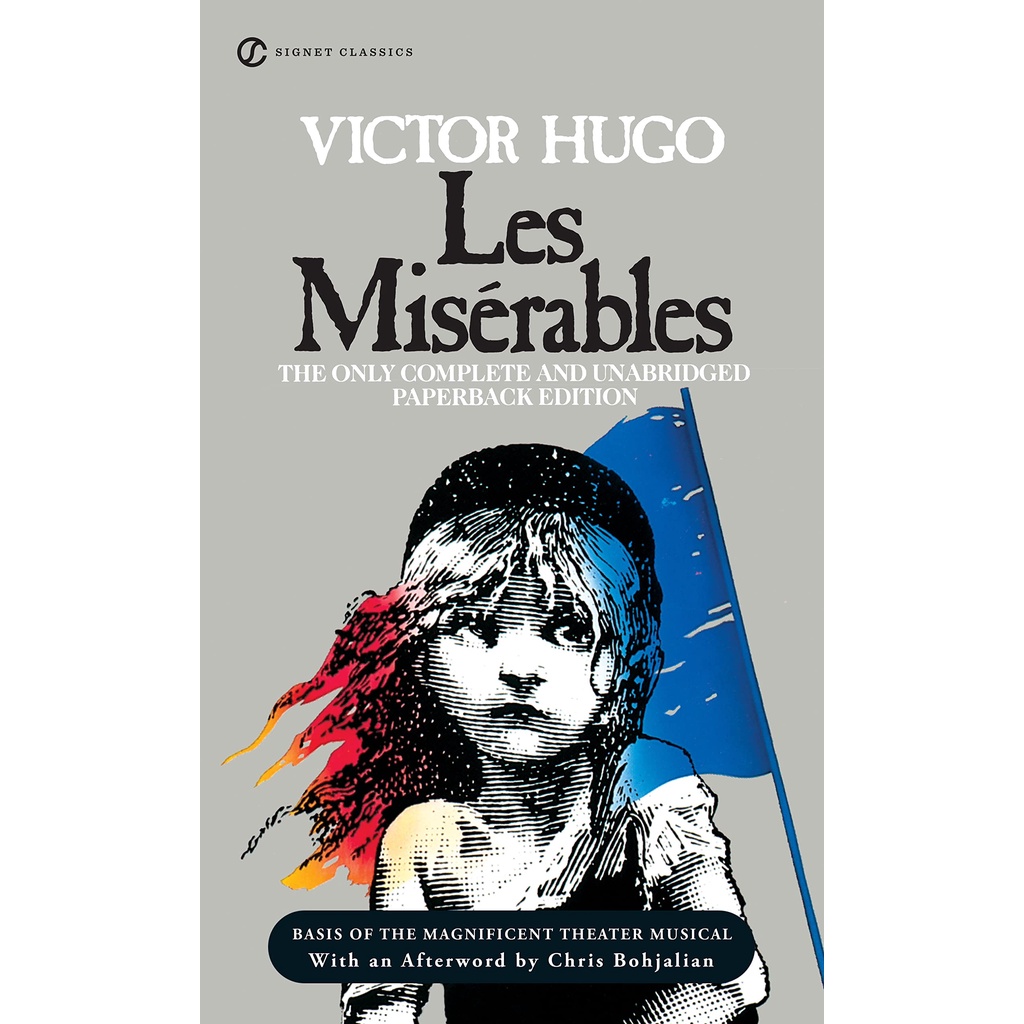 SIGNET CLASSICS
VICTOR HUGO
Les
Misérables
THE ONLY COMPLETE AND UNABRIDGED
PAPERBACK EDITION
BASIS OF THE MAGNIFICENT THEATER MUSICAL
With an Afterword by Chris Bohjalian